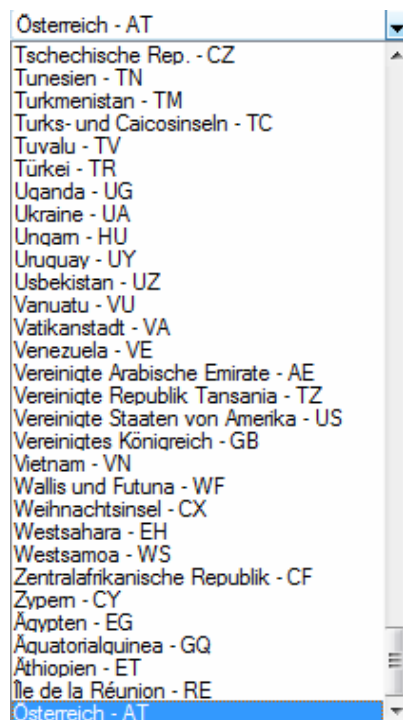 Österreich - AT
Tschechische Rep. - CZ
Tunesien - TN
Turkmenistan - TM
Turks- und Caicosinseln - TC
Tuvalu - TV
Türkei - TR
Uganda - UG
Ukraine - UA
Ungarn - HU
Uruguay - UY
Usbekistan - UZ
Vanuatu - VU
Vatikanstadt - VA
Venezuela - VE
Vereinigte Arabische Emirate - AE
Vereinigte Republik Tansania - TZ
Vereinigte Staaten von Amerika - US
Vereinigtes Königreich - GB
Vietnam - VN
Wallis und Futuna - WF
Weihnachtsinsel - CX
Westsahara - EH
Westsamoa - WS
Zentralafrikanische Republik - CF
Zypern - CY
Ägypten - EG
Äquatorialguinea - GQ
Äthiopien - ET
Île de la Réunion - RE
Österreich - AT